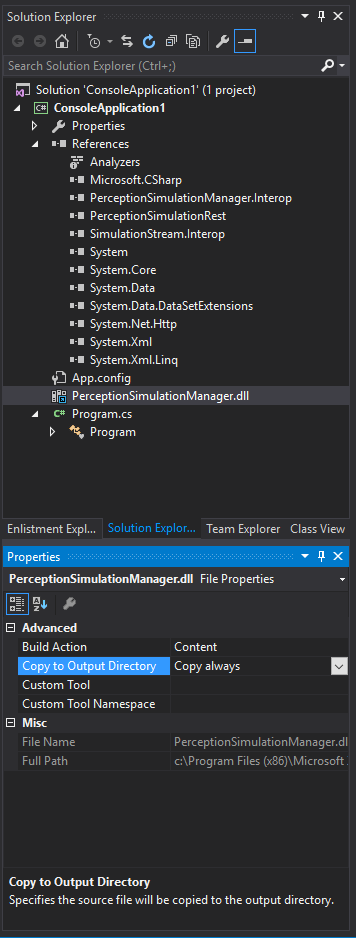 Solution Explorer
Search Solution Explorer (Ctrl+;)
Solution 'ConsoleApplication1' (1 project)
C# ConsoleApplication1
Properties
References
Analyzers
Microsoft.CSharp
PerceptionSimulationManager.Interop
PerceptionSimulationRest
SimulationStream.Interop
System
System.Core
System.Data
System.Data.DataSetExtensions
System.Net.Http
System.Xml
System.Xml.Linq
App.config
PerceptionSimulationManager.dll
C# Program.cs
Program
Enlistment Expl... Solution Explor... Team Explorer Class View
Properties
PerceptionSimulationManager.dll File Properties
Advanced
Build Action Content
Copy to Output Directory Copy always
Custom Tool
Custom Tool Namespace
Misc
File Name PerceptionSimulationManager.dl
Full Path c:\Program Files (x86)\Microsoft .
Copy to Output Directory
Specifies the source file will be copied to the output directory.